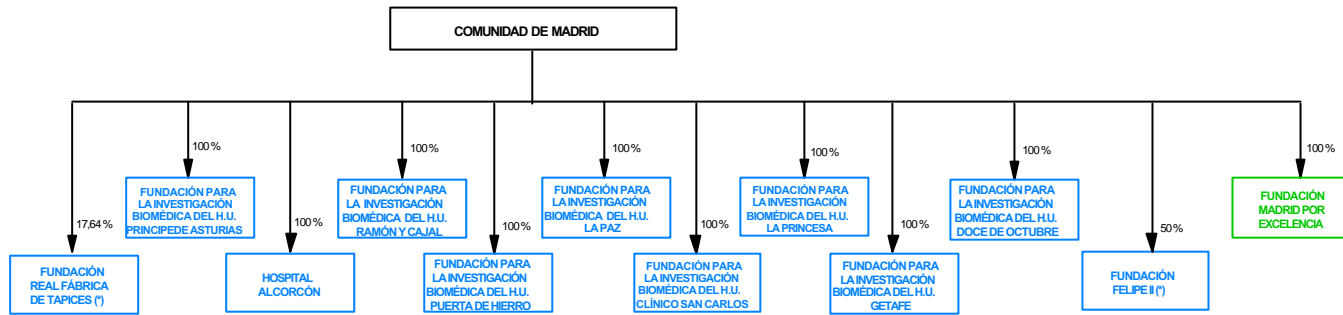 COMUNIDAD DE MADRID
17,64%
FUNDACIÓN
REAL FÁBRICA
DE TAPICES (*)
100%
FUNDACIÓN PARA
LA INVESTIGACIÓN
BIOMÉDICA DEL H.U.
PRINCIPEDE ASTURIAS
100%
HOSPITAL
ALCORCÓN
100%
FUNDACIÓN PARA
LA INVESTIGACIÓN
BIOMÉDICA DEL H.U.
RAMÓN Y CAJAL
100%
FUNDACIÓN PARA
LA INVESTIGACIÓN
BIOMÉDICA DEL H.U.
PUERTA DE HIERRO
100%
FUNDACIÓN PARA
LA INVESTIGACIÓN
BIOMÉDICA DEL H.U.
LA PAZ
100%
FUNDACIÓN PARA
LA INVESTIGACIÓN
BIOMÉDICA DEL H.U.
CLÍNICO SAN CARLOS
100%
FUNDACIÓN PARA
LA INVESTIGACIÓN
BIOMÉDICA DEL H.U.
LA PRINCESA
100%
FUNDACIÓN PARA
LA INVESTIGACIÓN
BIOMÉDICA DEL H.U.
GETAFE
100%
FUNDACIÓN PARA
LA INVESTIGACIÓN
BIOMÉDICA DEL H.U.
DOCE DE OCTUBRE
50%
FUNDACIÓN
FELIPE II (*)
100%
FUNDACIÓN
MADRID POR
EXCELENCIA